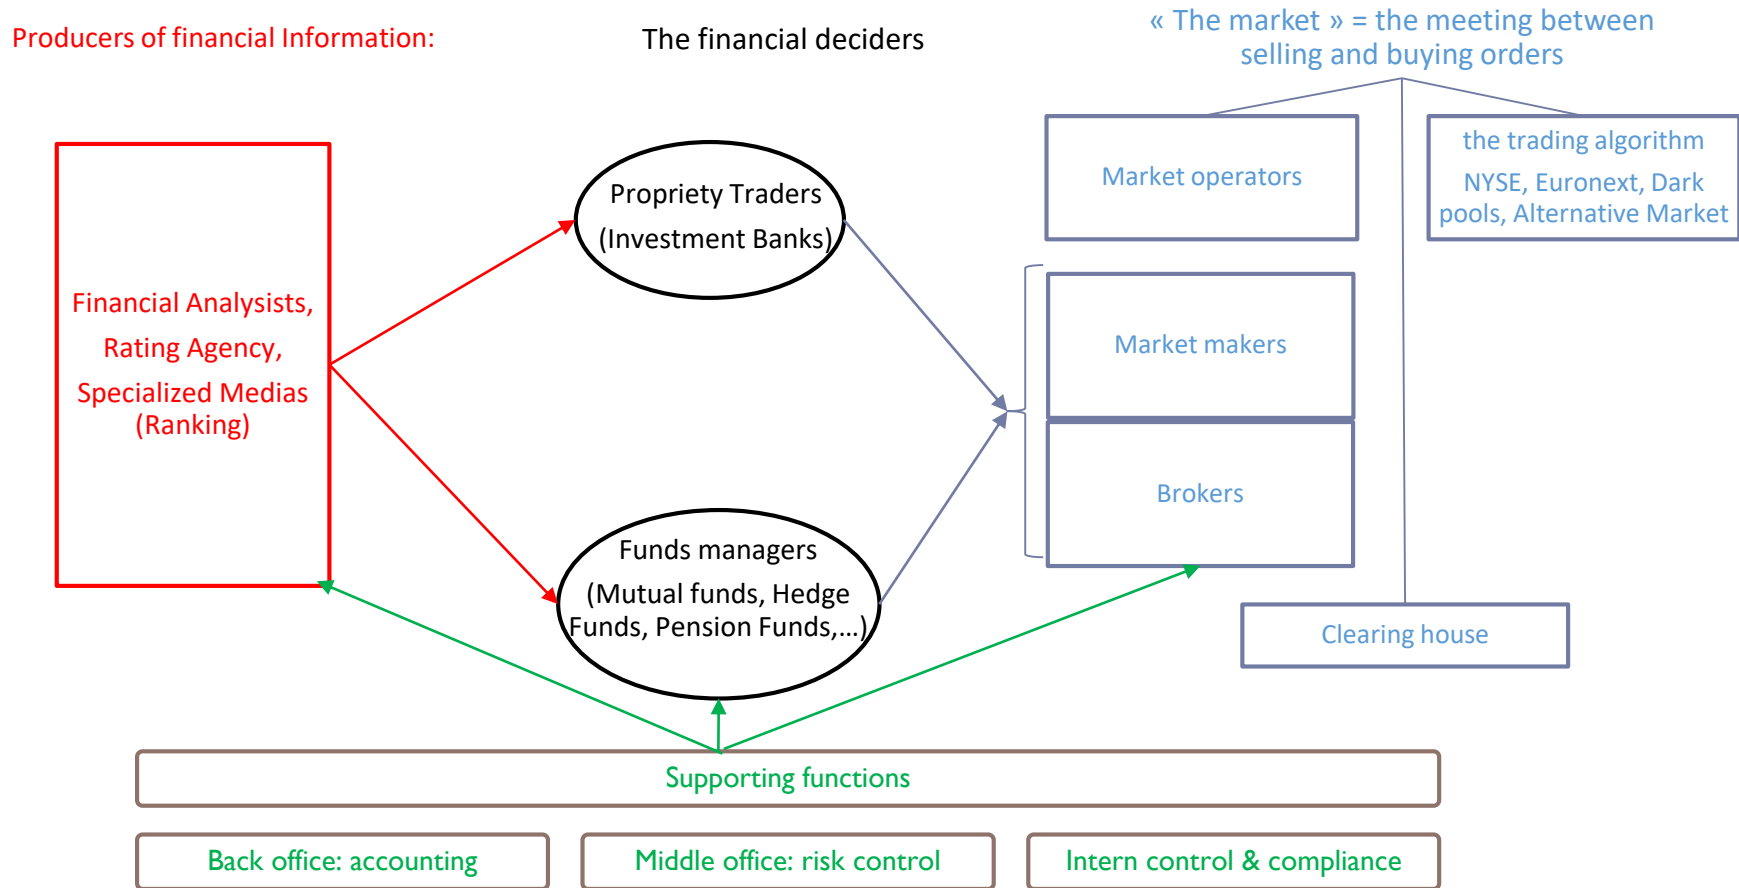 Producers of financial Information:
The financial deciders
« The market » = the meeting between
selling and buying orders
Financial Analysists,
Rating Agency,
Specialized Medias
(Ranking)
Propriety Traders
(Investment Banks)
Funds managers
(Mutual funds, Hedge
Funds, Pension Funds,...)
Market operators
the trading algorithm
NYSE, Euronext, Dark
pools, Alternative Market
Market makers
Brokers
Clearing house
Supporting functions
Back office: accounting
Middle office: risk control
Intern control & compliance